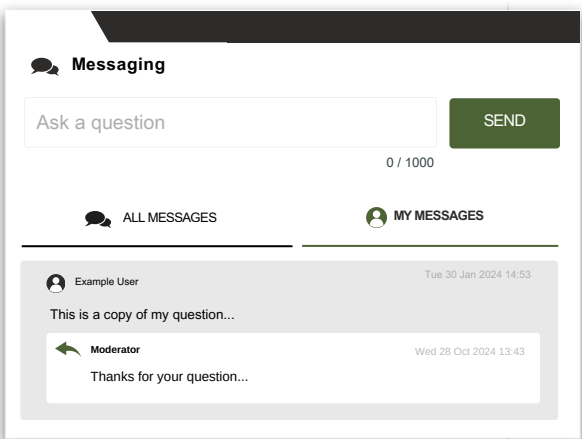 Messaging
Ask a question
SEND
0 / 1000
ALL MESSAGES
MY MESSAGES
Example User
Tue 30 Jan 2024 14:53
This is a copy of my question...
Moderator
Wed 28 Oct 2024 13:43
Thanks for your question...